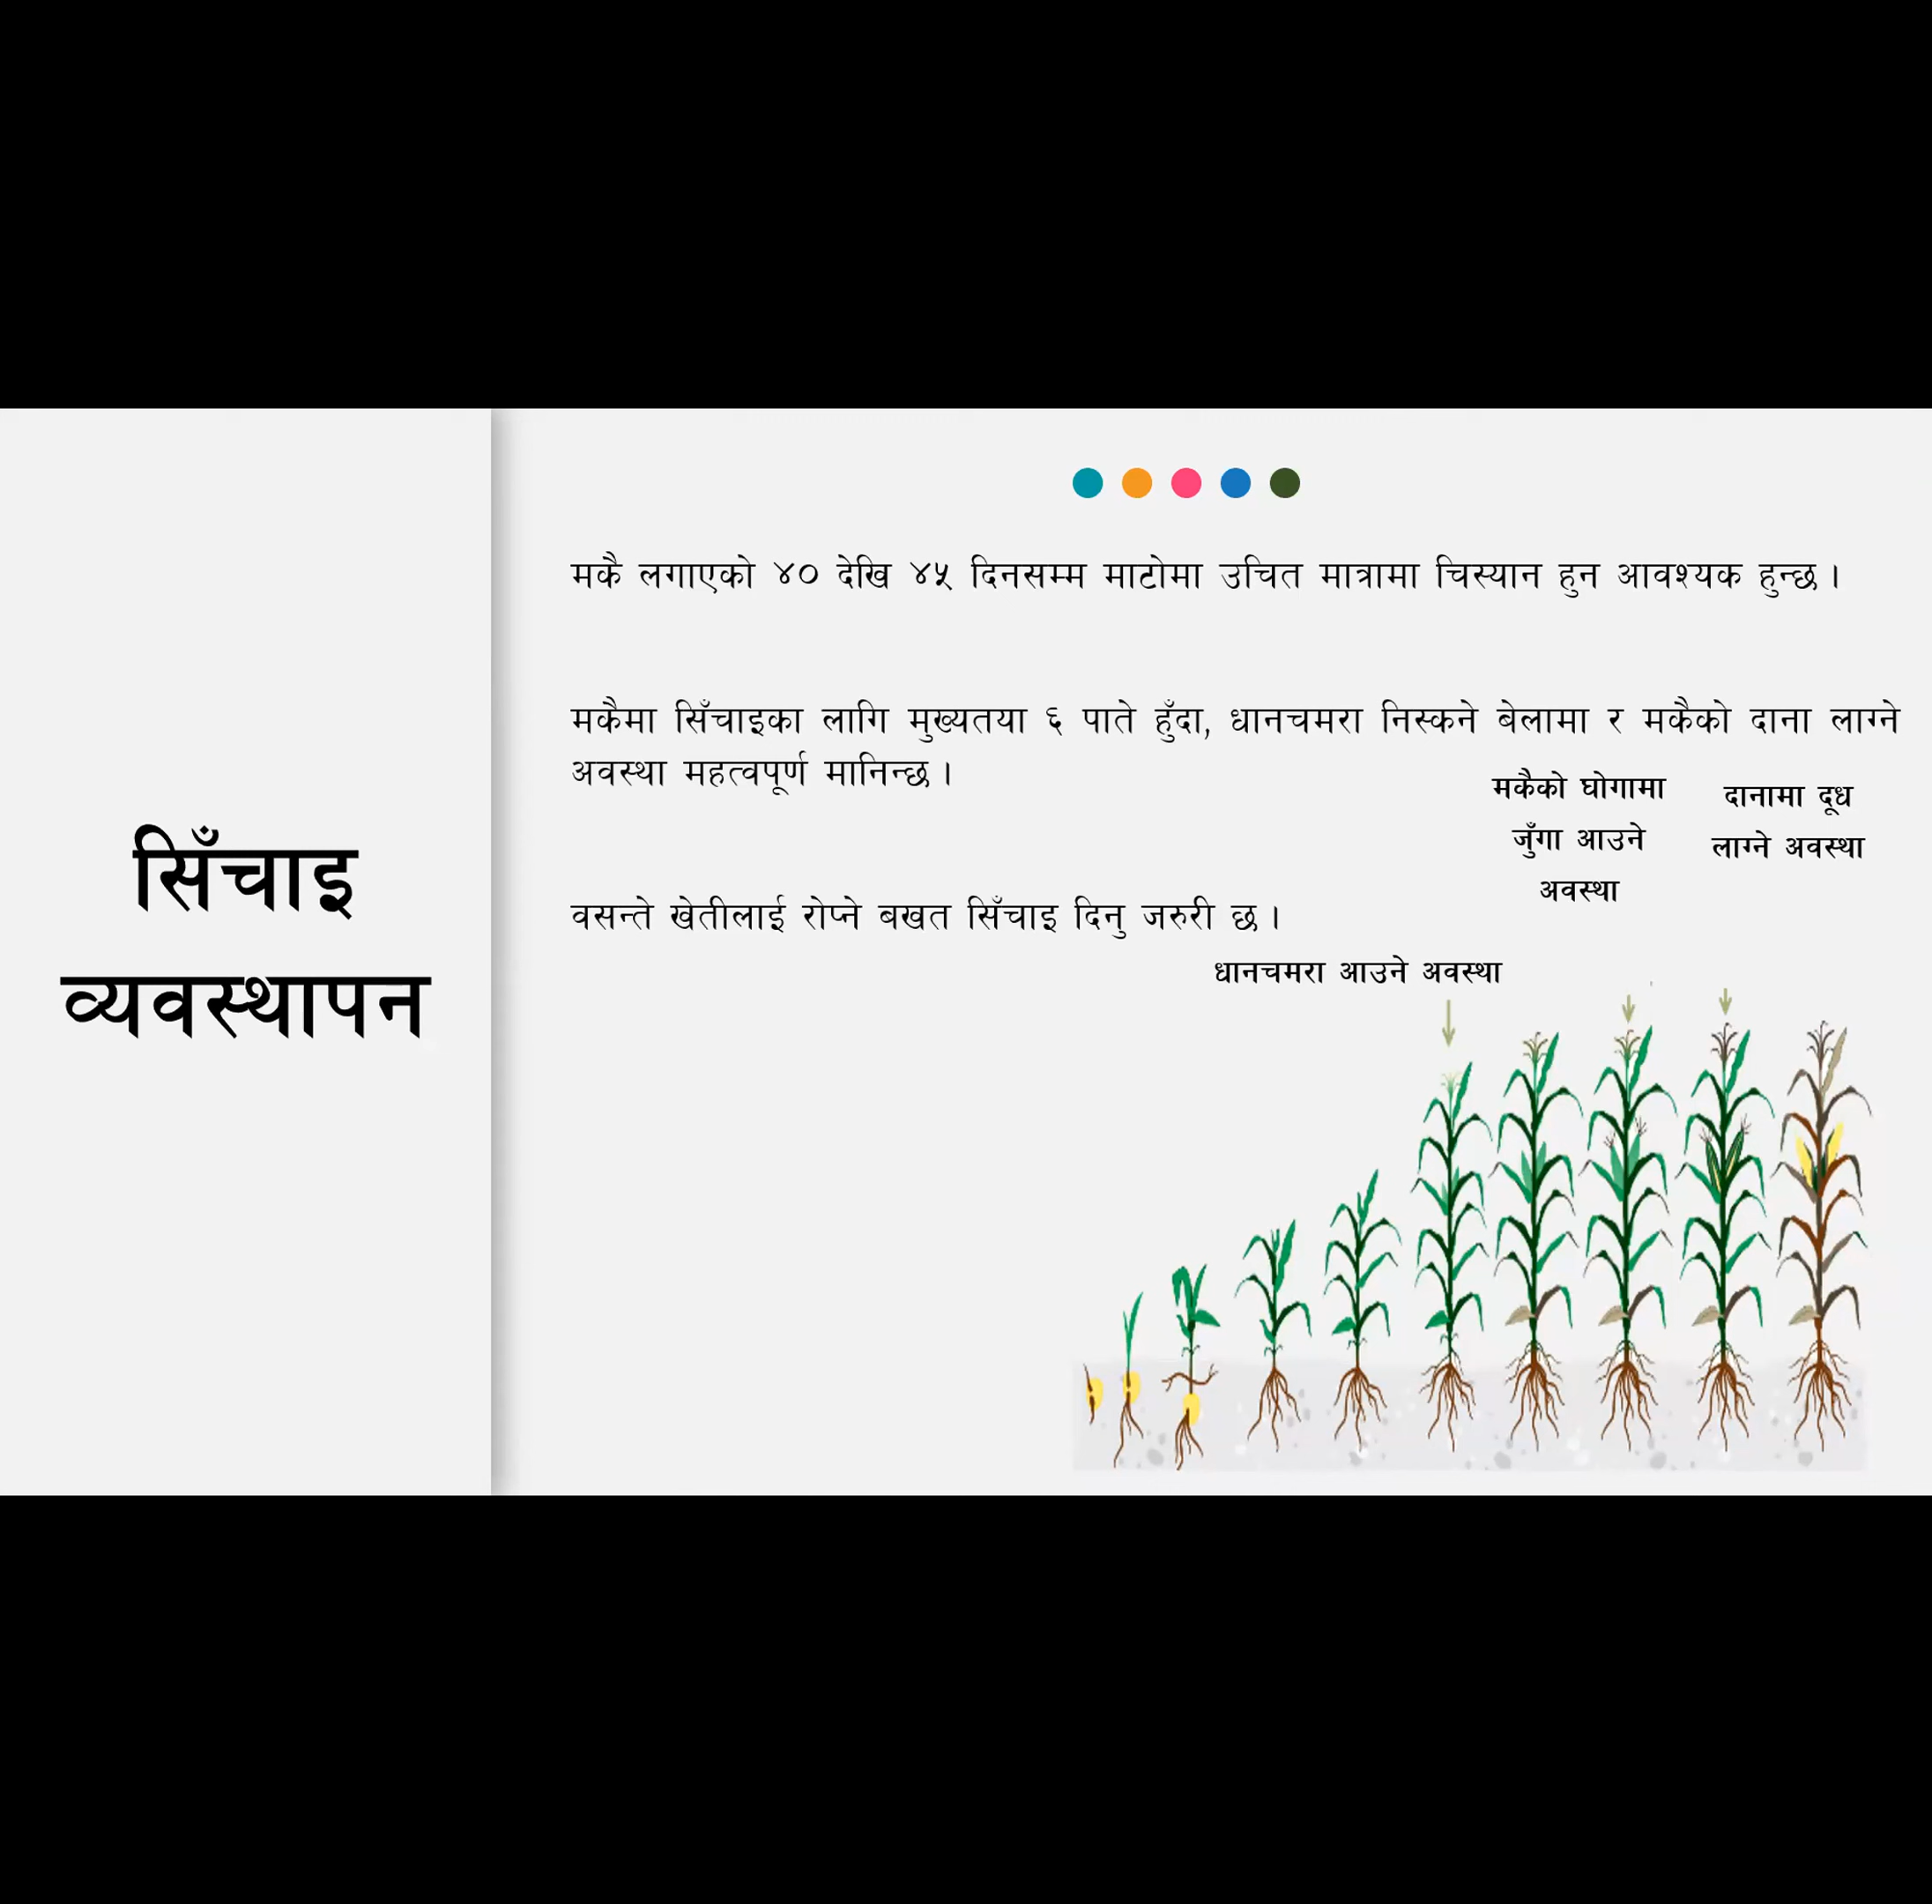 सिँचाइ
व्यवस्थापन
मकै लगाएको ४० देखि ४५ दिनसम्म माटोमा उचित मात्रामा चिस्यान हुन आवश्यक हुन्छ ।
मकैमा सिँचाइका लागि मुख्यतया ६ पाते हुँदा, धानचमरा निस्कने बेलामा र मकैको दाना लाग्ने
अवस्था महत्वपूर्ण मानिन्छ ।
वसन्ते खेतीलाई रोप्ने बखत सिँचाइ दिनु जरुरी छ ।
धानचमरा आउने अवस्था
मकैको घोगामा
जुँगा आउने
अवस्था
दानामा दूध
लाग्ने अवस्था